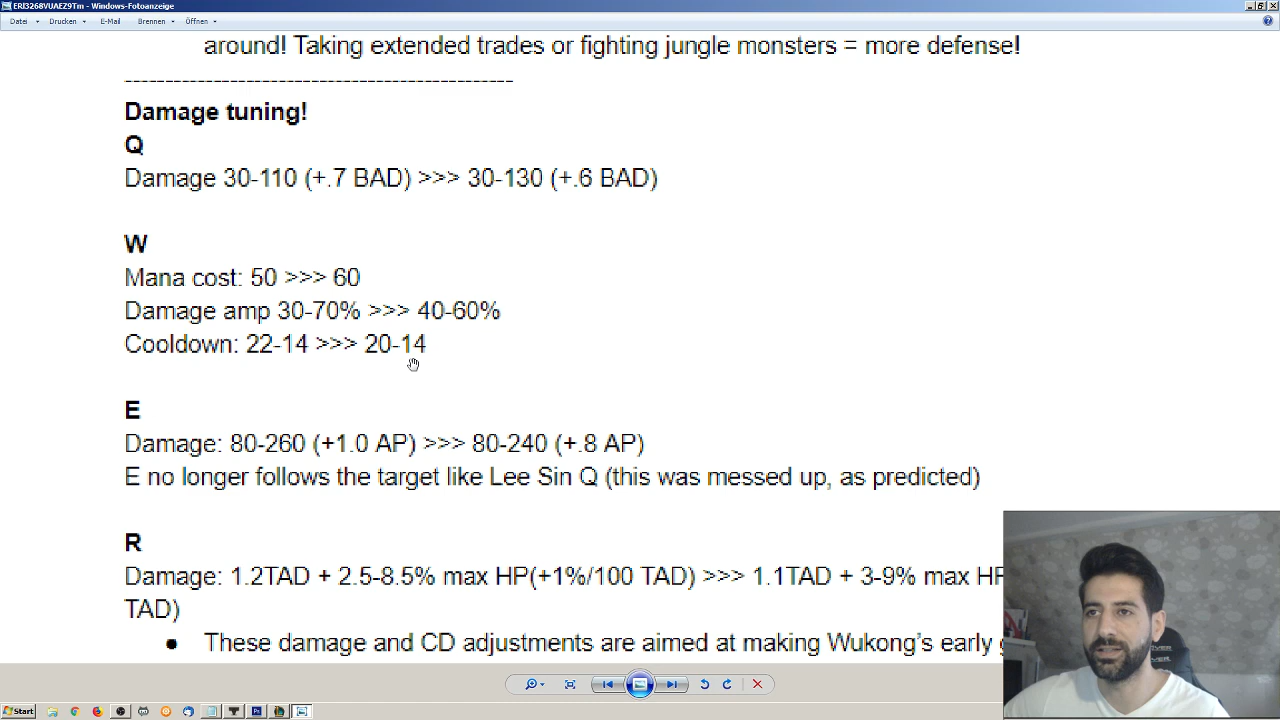 ERI3268VUAEZ9Tm - Windows-Fotoanzeige
Datei Drucken E-Mail Brennen Öffnen
around! Taking extended trades or fighting jungle monsters = more defense!
------------------------------------------------
Damage tuning!
Q
Damage 30-110 (+.7 BAD) >>> 30-130 (+.6 BAD)
W
Mana cost: 50 >>> 60
Damage amp 30-70% >>> 40-60%
Cooldown: 22-14 >>> 20-14
E
Damage: 80-260 (+1.0 AP) >>> 80-240 (+.8 AP)
E no longer follows the target like Lee Sin Q (this was messed up, as predicted)
R
Damage: 1.2TAD + 2.5-8.5% max HP(+1%/100 TAD) >>> 1.1TAD + 3-9% max HP
TAD)
● These damage and CD adjustments are aimed at making Wukong's early
Start